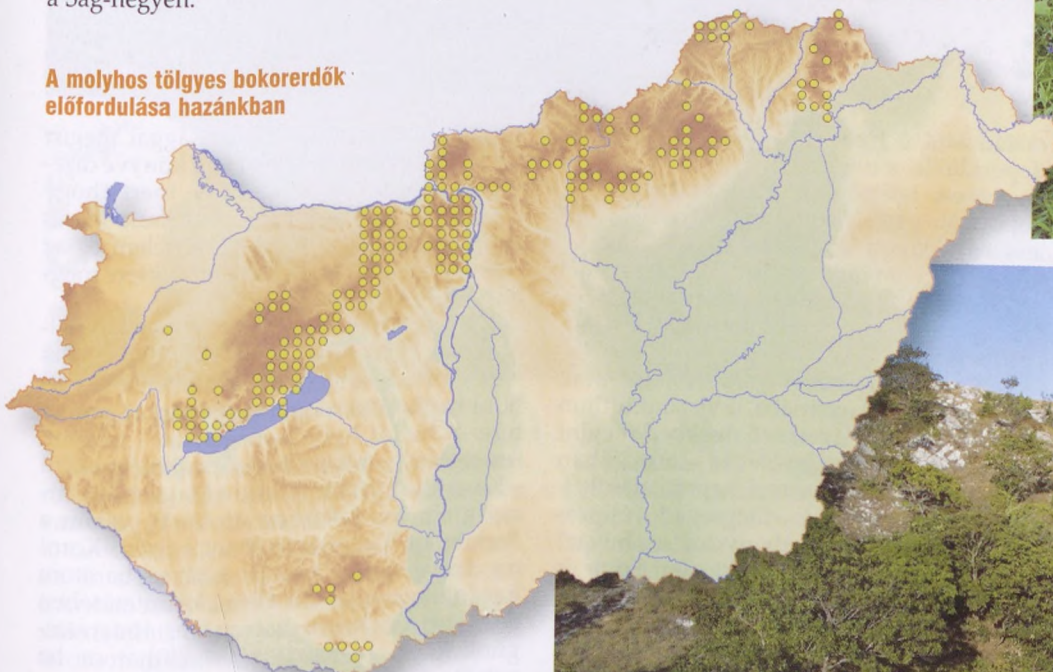 a Ság-hegyen.
A molyhos tölgyes bokorerdők
előfordulása hazánkban